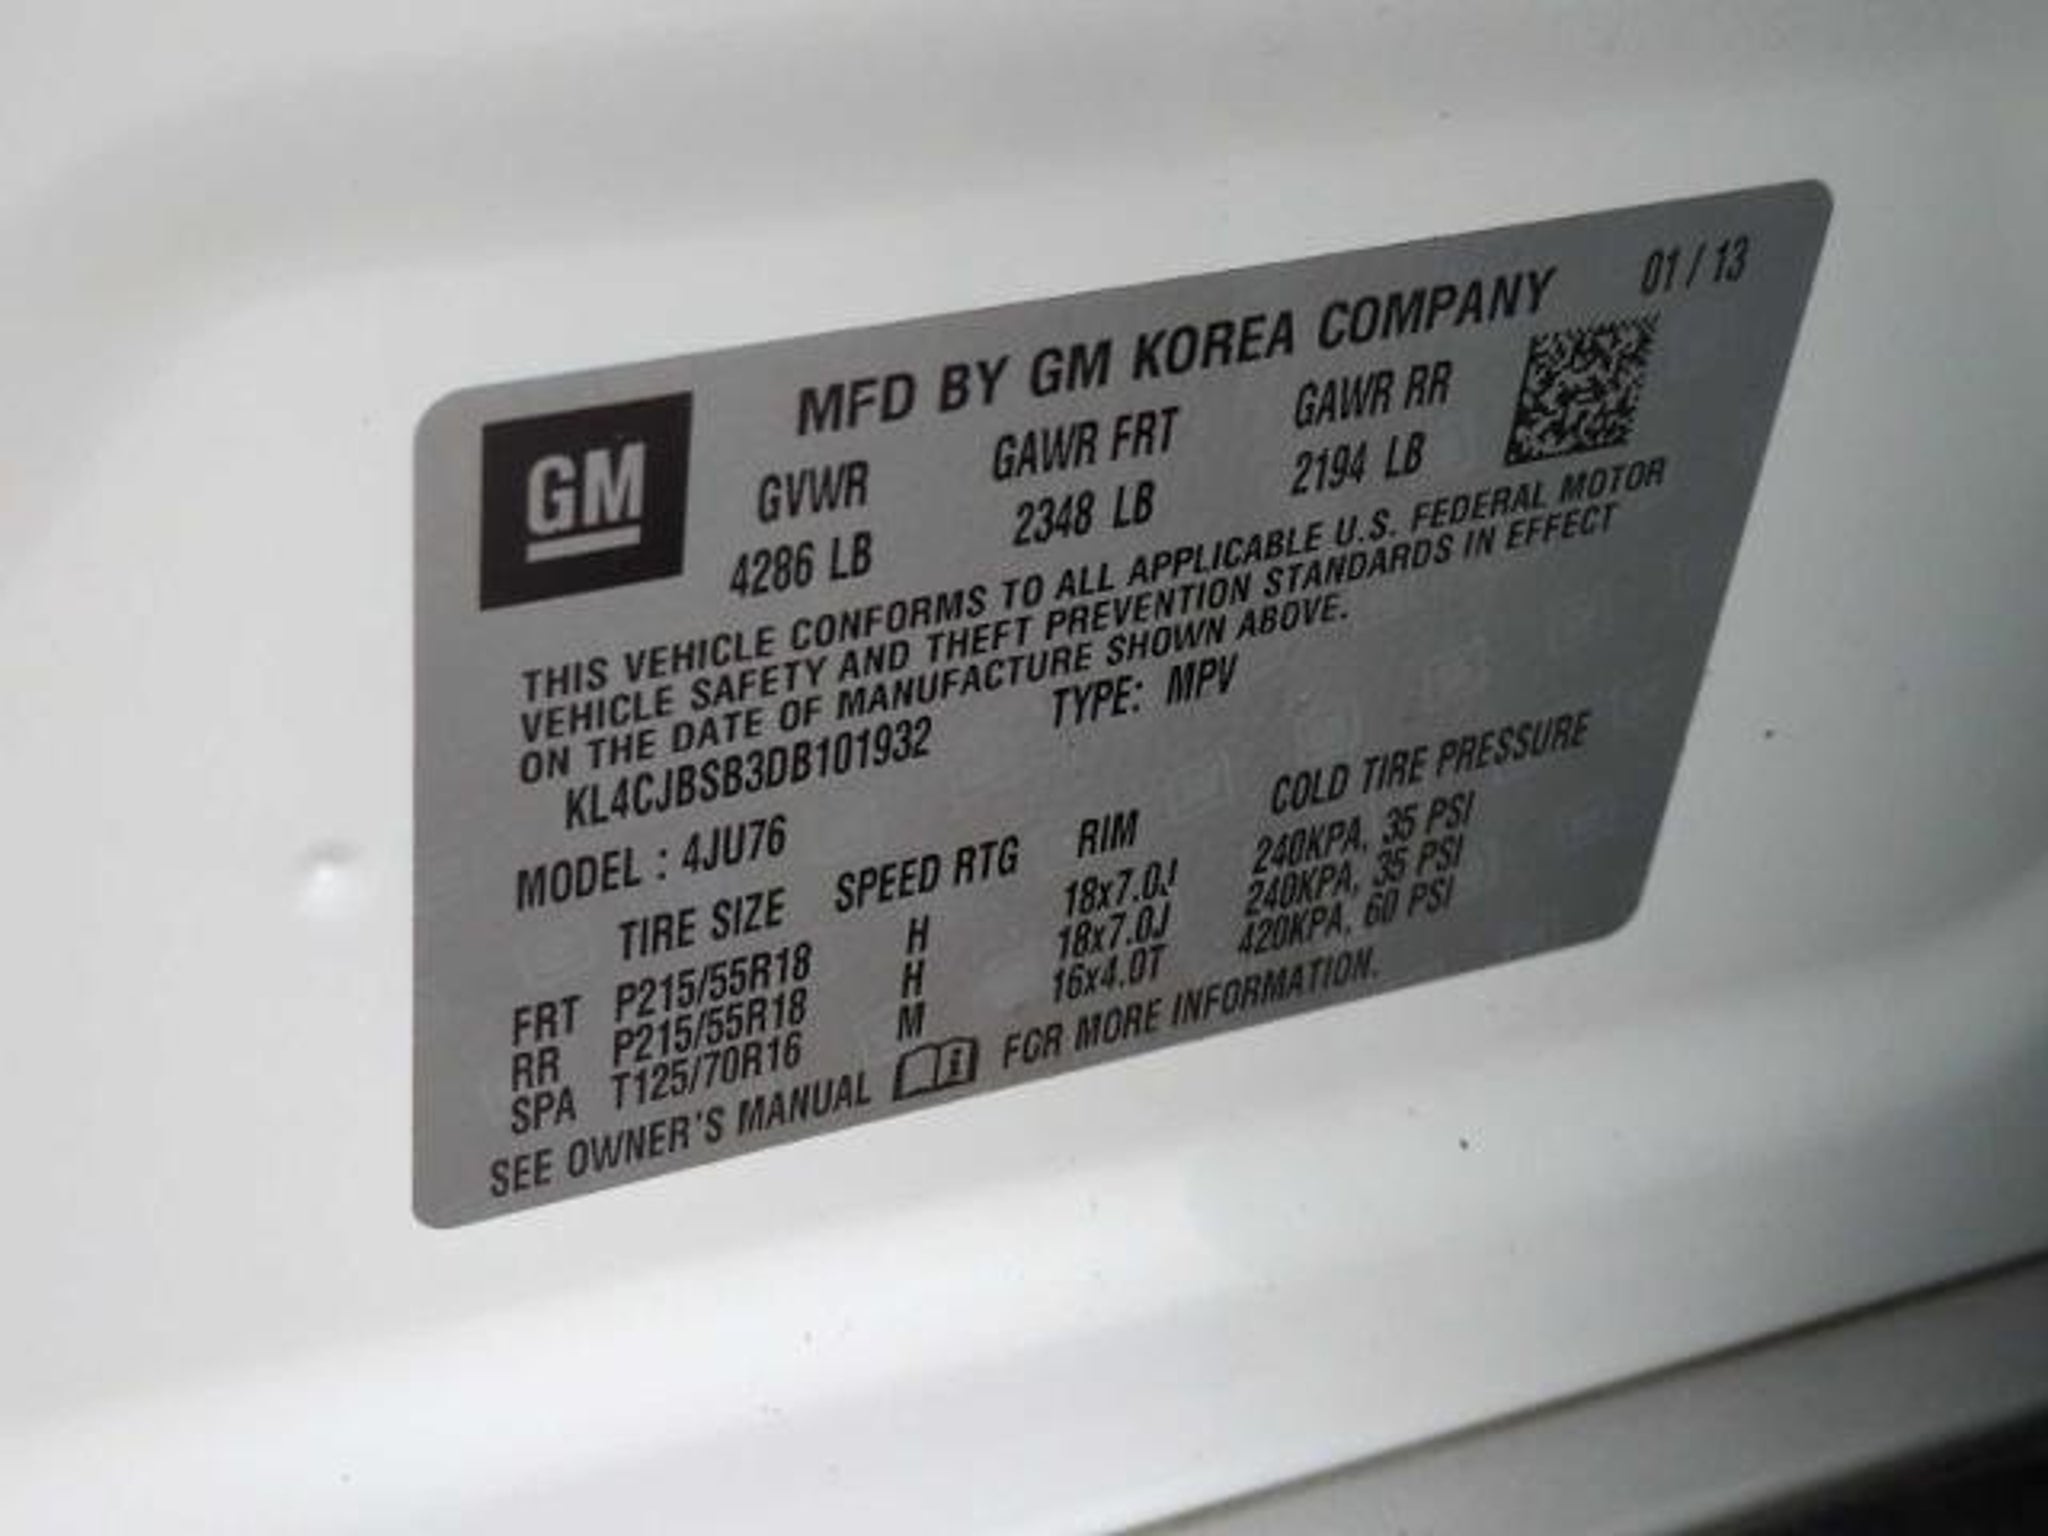 MFD BY GM KOREA COMPANY 01 / 13
GM
GVWR GAWR FRT GAWR RR
4286 LB 2348 LB 2194 LB
THIS VEHICLE CONFORMS TO ALL APPLICABLE U.S. FEDERAL MOTOR
VEHICLE SAFETY AND THEFT PREVENTION STANDARDS IN EFFECT
ON THE DATE OF MANUFACTURE SHOWN ABOVE.
KL4CJBSB3DB101932 TYPE: MPV
MODEL : 4JU76
TIRE SIZE SPEED RTG RIM COLD TIRE PRESSURE
FRT P215/55R18 H 18x7.0J 240KPA, 35 PSI
RR P215/55R18 H 18x7.0J 240KPA, 35 PSI
SPA T125/70R16 M 16x4.0T 420KPA, 60 PSI
SEE OWNER'S MANUAL i FOR MORE INFORMATION.